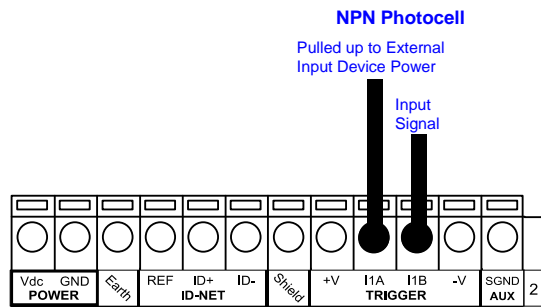 NPN Photocell
Pulled up to External
Input Device Power
Input
Signal
Vdc GND Earth REF ID+ ID- Shield +V I1A I1B -V SGND
POWER ID-NET TRIGGER AUX 2